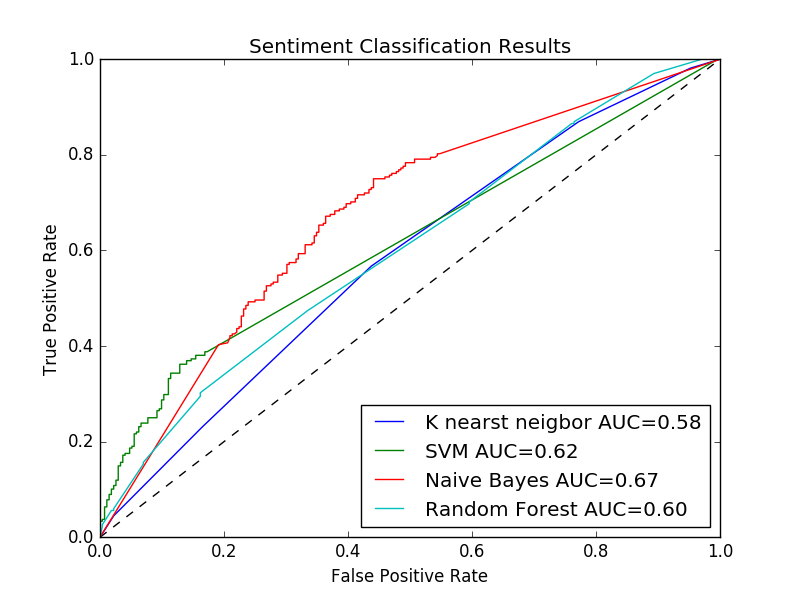 Sentiment Classification Results
1.0
0.8
0.6
0.4
0.2
0.0
True Positive Rate
K nearst neigbor AUC=0.58
SVM AUC=0.62
Naive Bayes AUC=0.67
Random Forest AUC=0.60
0.0 0.2 0.4 0.6 0.8 1.0
False Positive Rate